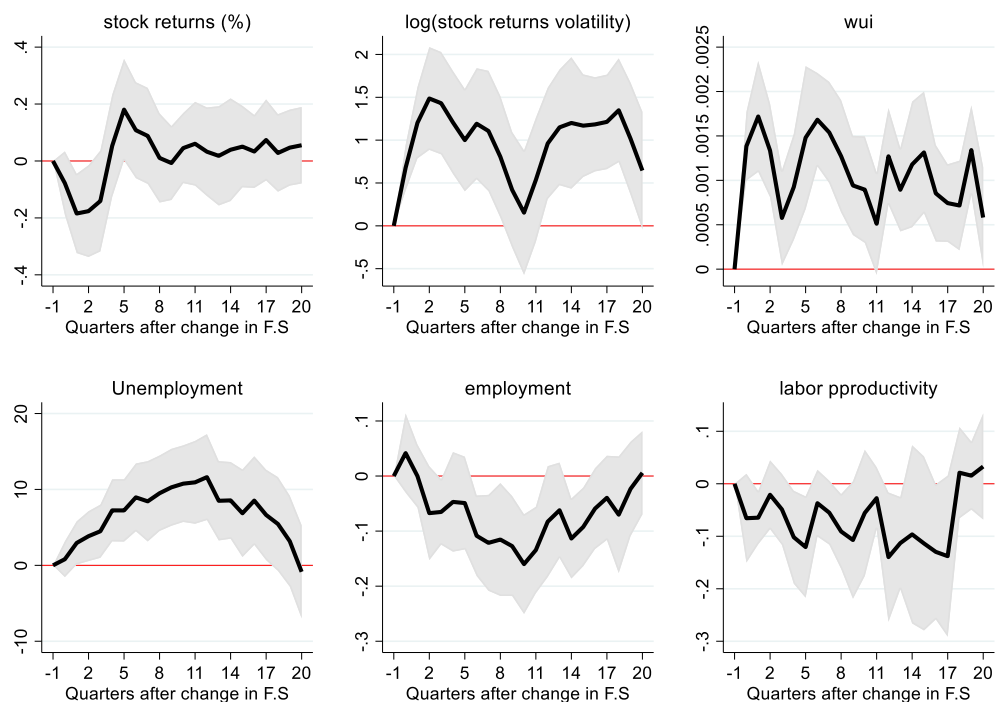 stock returns (%)
.4
.2
0
-.2
-.4
-1 2 5 8 11 14 17 20
Quarters after change in F.S
log(stock returns volatility)
2
1.5
1
.5
0
-.5
-1 2 5 8 11 14 17 20
Quarters after change in F.S
wui
.0025
.002
.0015
.001
.0005
0
-1 2 5 8 11 14 17 20
Quarters after change in F.S
Unemployment
20
10
0
-10
-1 2 5 8 11 14 17 20
Quarters after change in F.S
employment
.1
0
-.1
-.2
-.3
-1 2 5 8 11 14 17 20
Quarters after change in F.S
labor pproductivity
.1
0
-.1
-.2
-.3
-1 2 5 8 11 14 17 20
Quarters after change in F.S